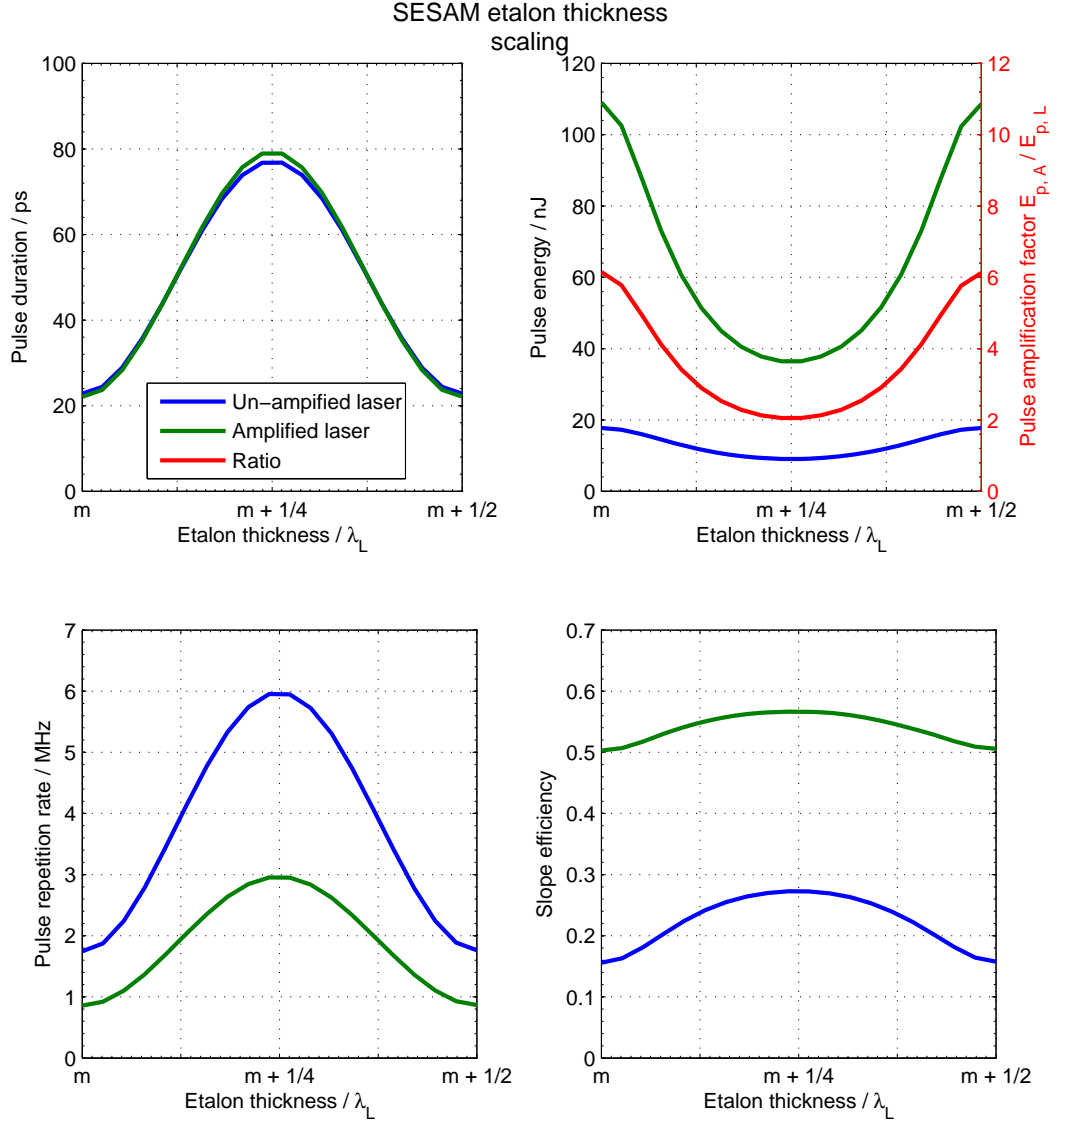 SESAM etalon thickness
scaling
100
80
60
40
20
0
Pulse duration / ps
Un−ampified laser
Amplified laser
Ratio
m
m + 1/4
m + 1/2
Etalon thickness / λL
120
100
80
60
40
20
0
Pulse energy / nJ
12
10
8
6
4
2
0
Pulse amplification factor Ep, A / Ep, L
m
m + 1/4
m + 1/2
Etalon thickness / λL
7
6
5
4
3
2
1
0
Pulse repetition rate / MHz
m
m + 1/4
m + 1/2
Etalon thickness / λL
0.7
0.6
0.5
0.4
0.3
0.2
0.1
0
Slope efficiency
m
m + 1/4
m + 1/2
Etalon thickness / λL